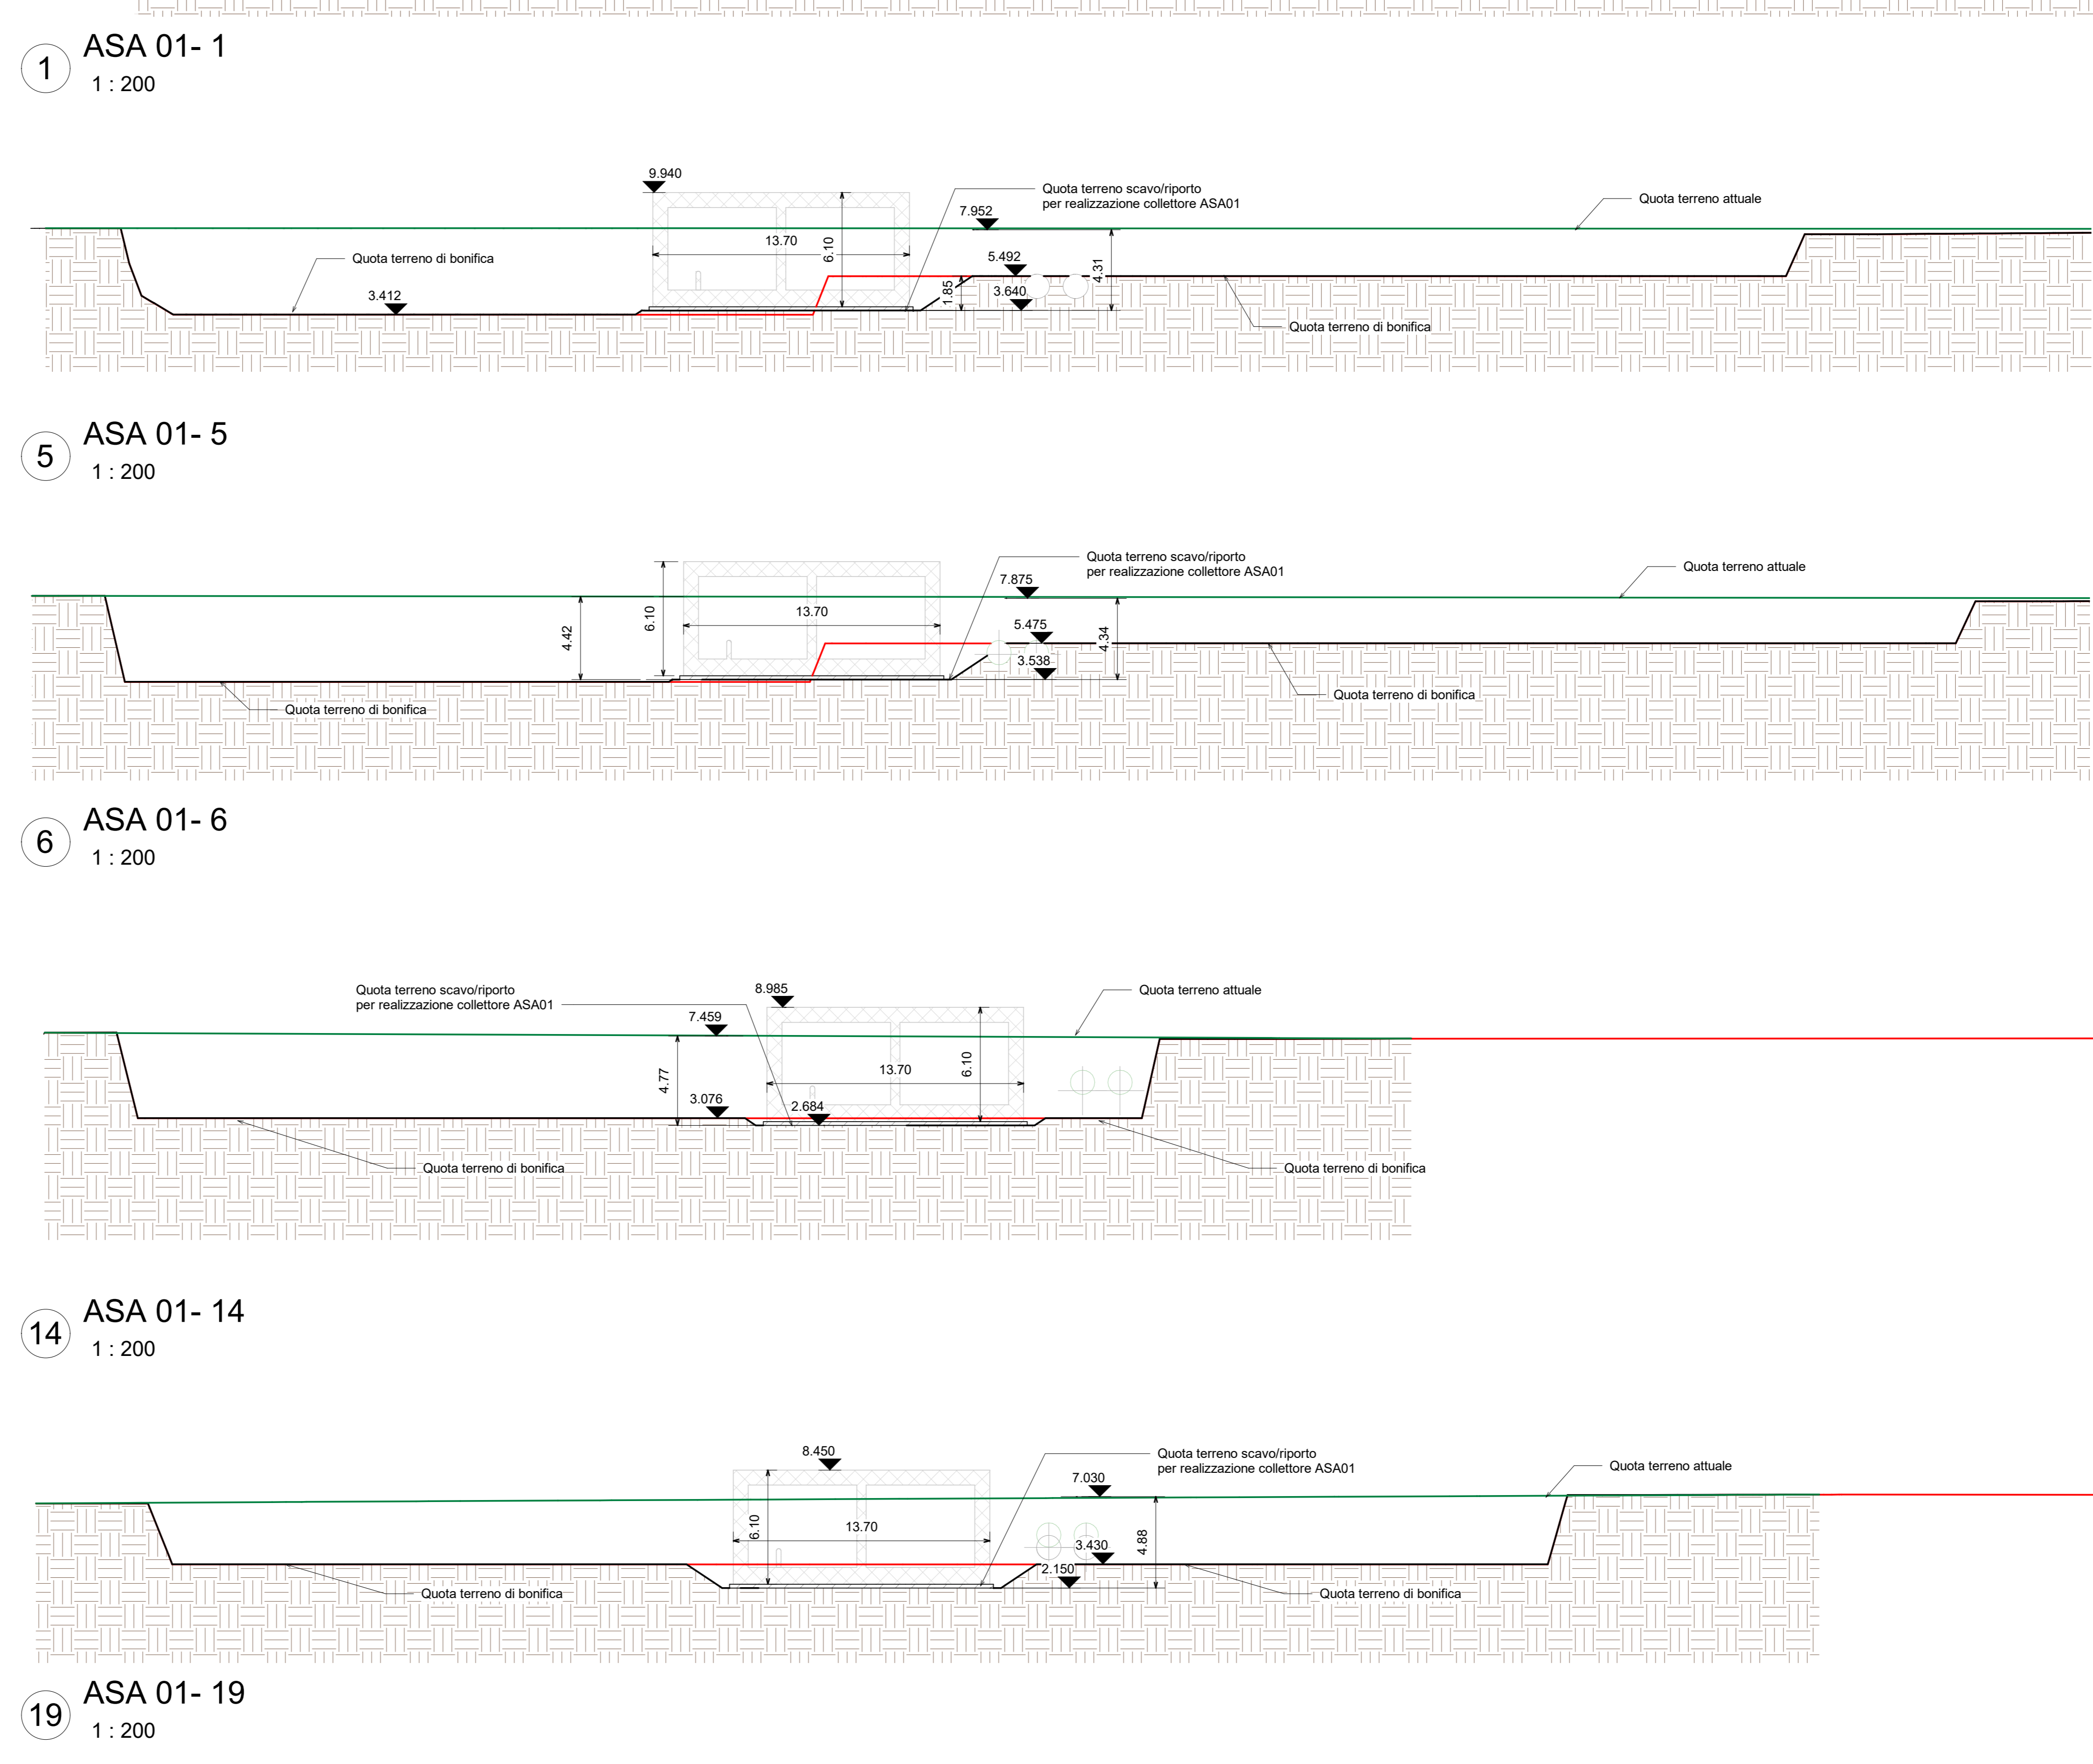 1
ASA 01- 1
1 : 200
9.940
Quota terreno scavo/riporto
per realizzazione collettore ASA01
Quota terreno attuale
7.952
13.70
6.10
Quota terreno di bonifica
5.492
4.31
3.412
1.85
3.640
Quota terreno di bonifica
5
ASA 01- 5
1 : 200
Quota terreno scavo/riporto
per realizzazione collettore ASA01
Quota terreno attuale
7.875
4.42
6.10
13.70
5.475
4.34
3.538
Quota terreno di bonifica
Quota terreno di bonifica
6
ASA 01- 6
1 : 200
Quota terreno scavo/riporto
per realizzazione collettore ASA01
8.985
Quota terreno attuale
7.459
4.77
13.70
6.10
3.076
2.684
Quota terreno di bonifica
Quota terreno di bonifica
14
ASA 01- 14
1 : 200
8.450
Quota terreno scavo/riporto
per realizzazione collettore ASA01
Quota terreno attuale
7.030
6.10
13.70
4.88
3.430
2.150
Quota terreno di bonifica
Quota terreno di bonifica
19
ASA 01- 19
1 : 200